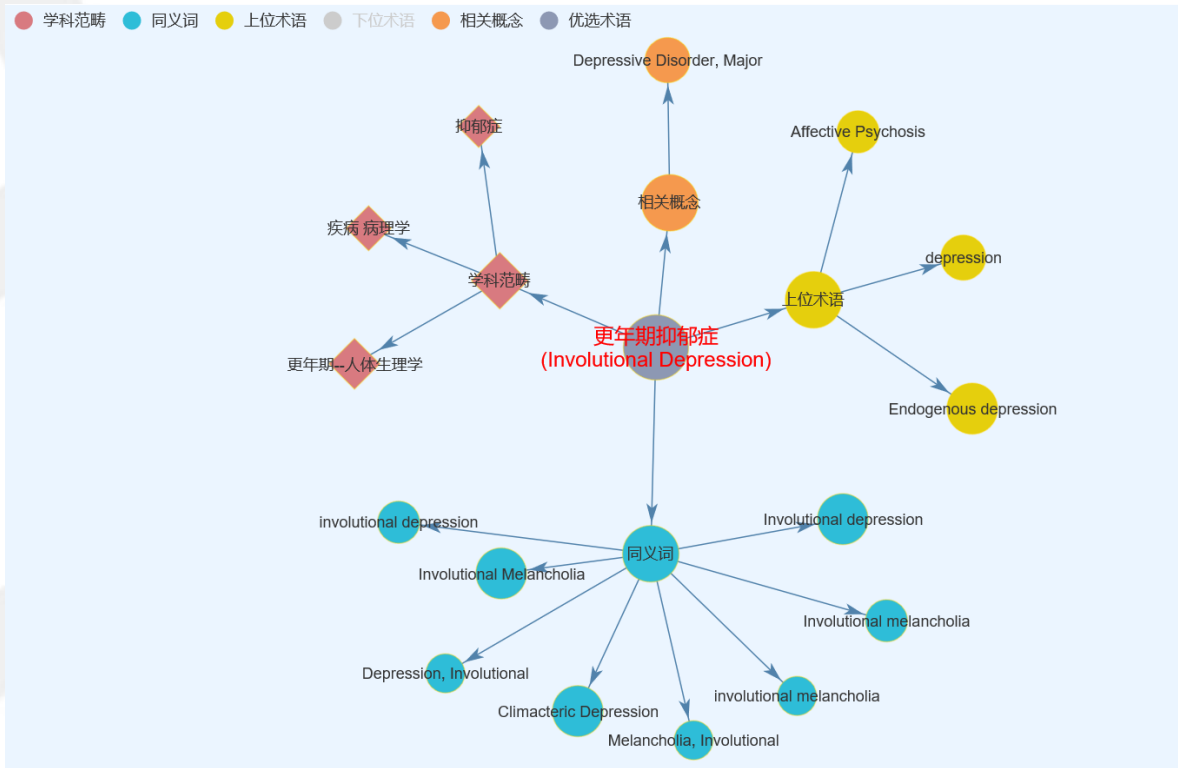 学科范畴
同义词
上位术语
下位术语
相关概念
优选术语
Depressive Disorder, Major
抑郁症
Affective Psychosis
相关概念
疾病 病理学
depression
学科范畴
上位术语
更年期抑郁症
(Involutional Depression)
更年期--人体生理学
Endogenous depression
involutional depression
Involutional depression
同义词
Involutional Melancholia
Involutional melancholia
Depression, Involutional
involutional melancholia
Climacteric Depression
Melancholia, Involutional